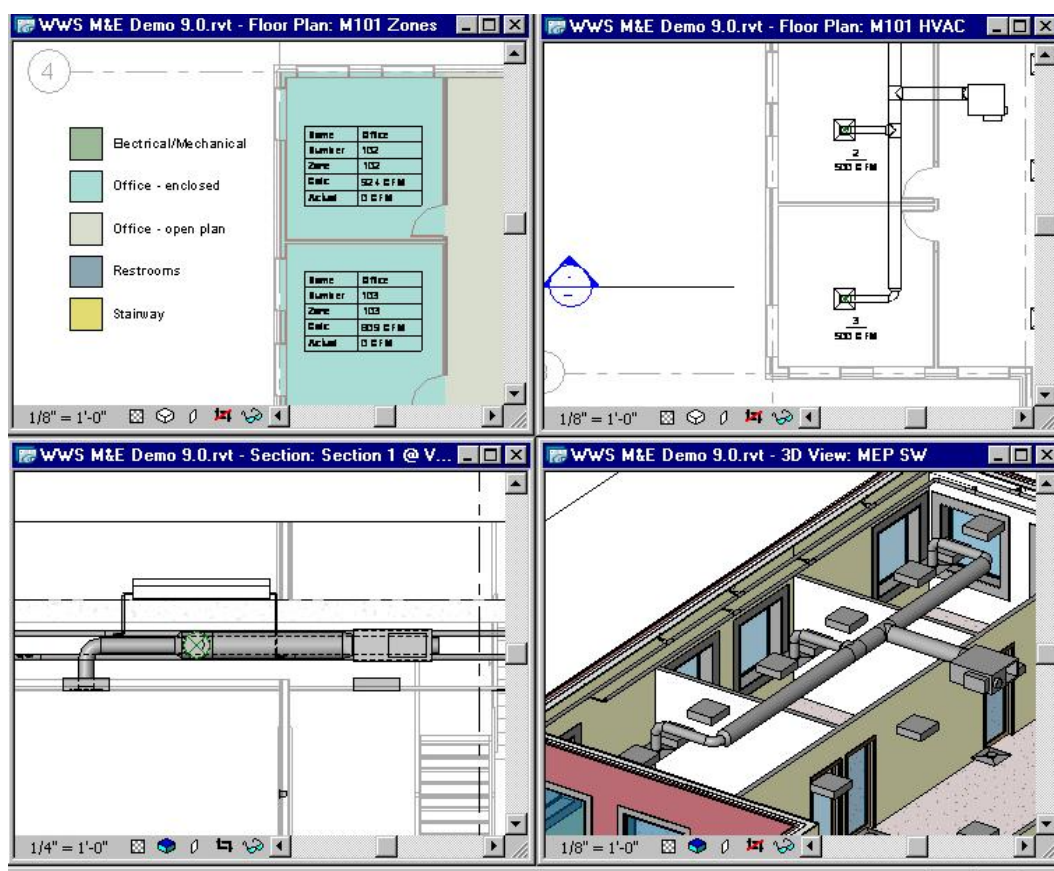 WWS M&E Demo 9.0.rvt - Floor Plan: M101 Zones
4
Electrical/Mechanical
Office - enclosed
Office - open plan
Restrooms
Stairway
Name Office
Number 102
Zone 102
Calc 924 CFM
Actual 0 CFM
Name Office
Number 103
Zone 103
Calc
Actual 0 CFM
1/8" = 1'-0"
WWS M&E Demo 9.0.rvt - Floor Plan: M101 HVAC
2
500 CFM
3
500 CFM
1/8" = 1'-0"
WWS M&E Demo 9.0.rvt - Section: Section 1 @ V...
1/4" = 1'-0"
WWS M&E Demo 9.0.rvt - 3D View: MEP SW
1/8" = 1'-0"